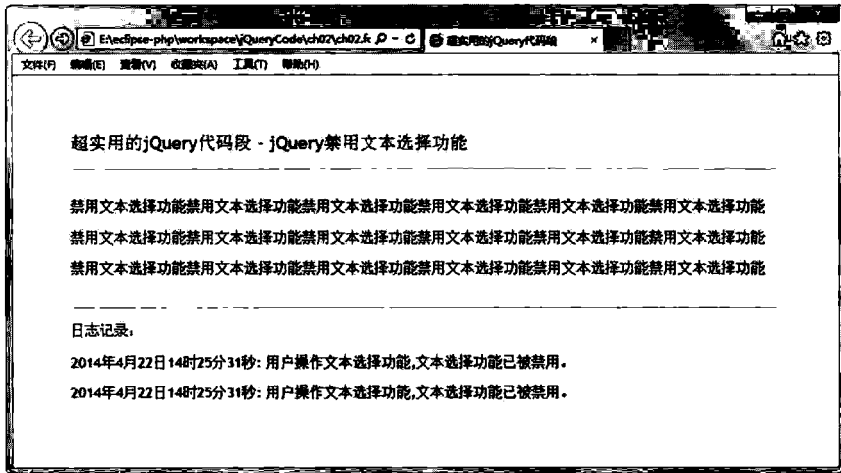 E:\eclipse-php\workspace\jQueryCode\ch02\ch02.fx
超实用的jQuery代码段
文件(F) 编辑(E) 查看(V) 收藏夹(A) 工具(T) 帮助(H)
超实用的jQuery代码段 - jQuery禁用文本选择功能
禁用文本选择功能禁用文本选择功能禁用文本选择功能禁用文本选择功能禁用文本选择功能禁用文本选择功能
禁用文本选择功能禁用文本选择功能禁用文本选择功能禁用文本选择功能禁用文本选择功能禁用文本选择功能
禁用文本选择功能禁用文本选择功能禁用文本选择功能禁用文本选择功能禁用文本选择功能禁用文本选择功能
日志记录:
2014年4月22日14时25分31秒: 用户操作文本选择功能,文本选择功能已被禁用。
2014年4月22日14时25分31秒: 用户操作文本选择功能,文本选择功能已被禁用。